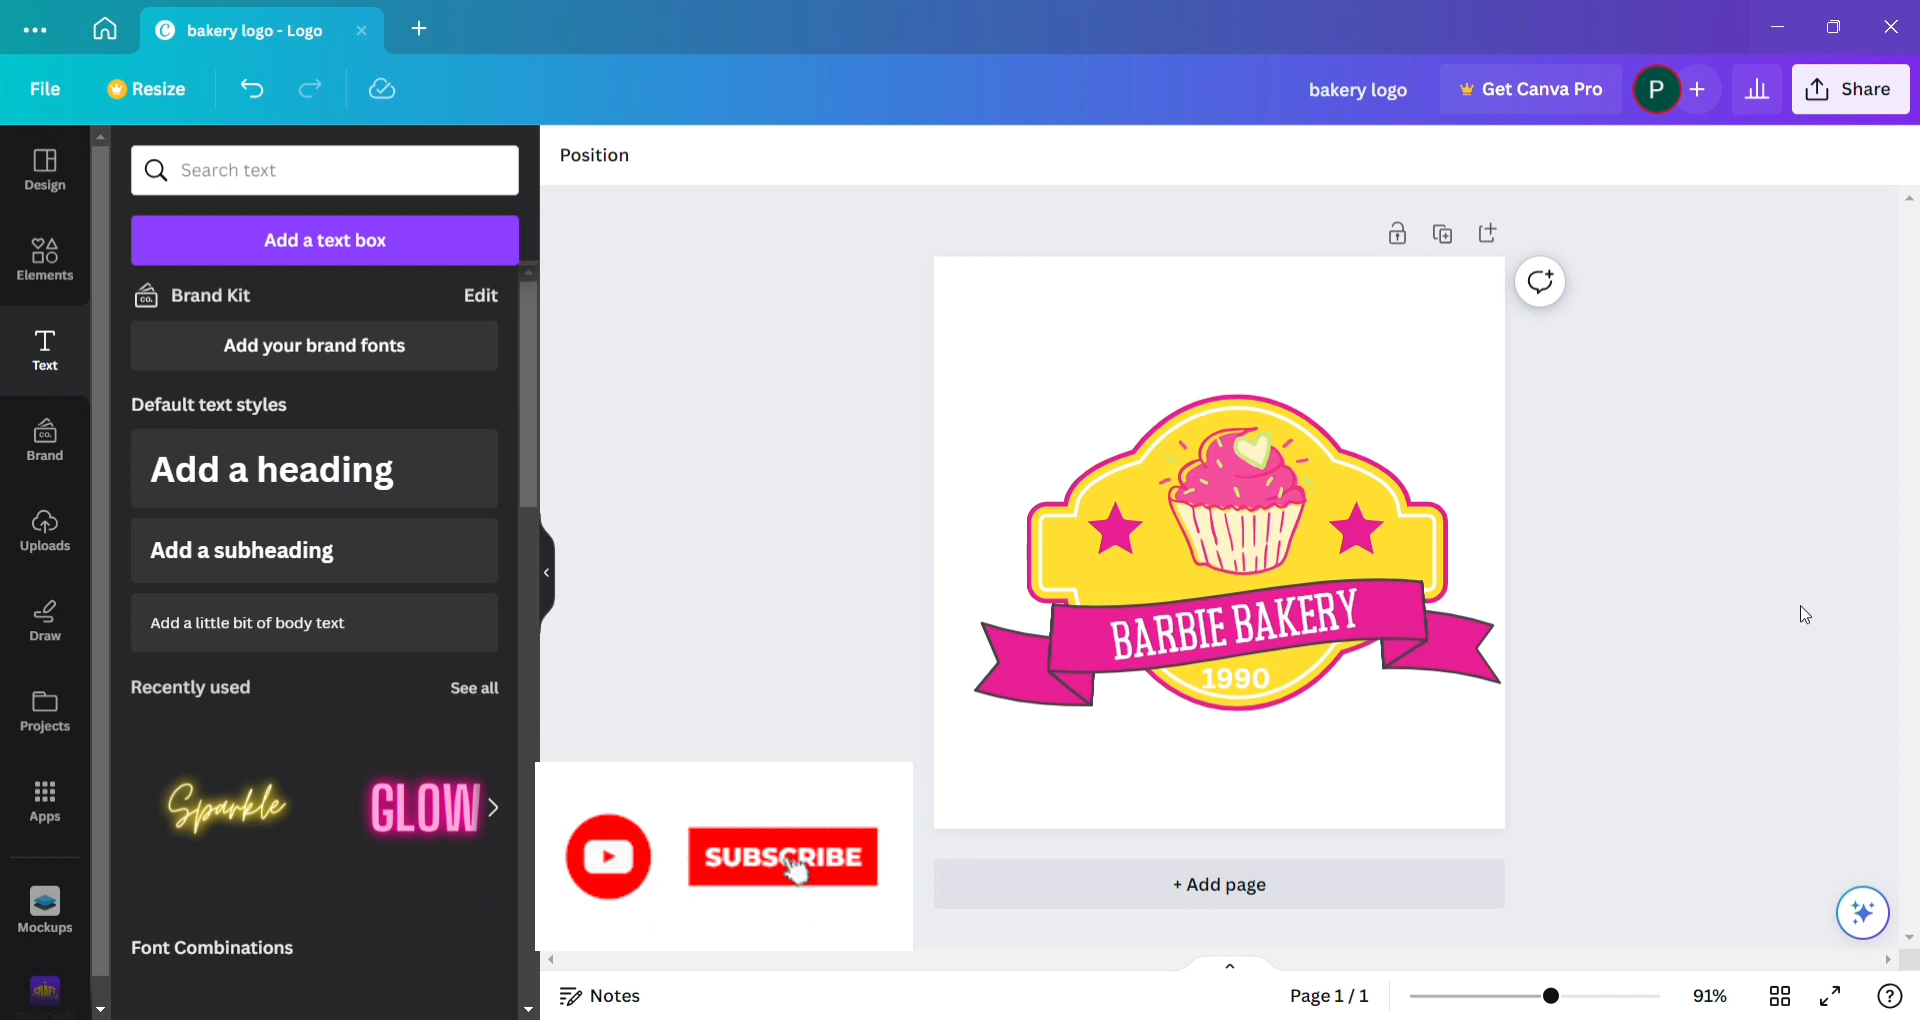 bakery logo - Logo
File
Resize
bakery logo
Get Canva Pro
P
Share
Design
Elements
Text
Brand
Uploads
Draw
Projects
Apps
Mockups
Search text
Add a text box
CO.
Brand Kit
Edit
Add your brand fonts
Default text styles
Add a heading
Add a subheading
Add a little bit of body text
Recently used
See all
Sparkle
GLOW
Font Combinations
Position
BARBIE BAKERY
1990
+ Add page
SUBSCRIBE
Notes
Page 1 / 1
91%